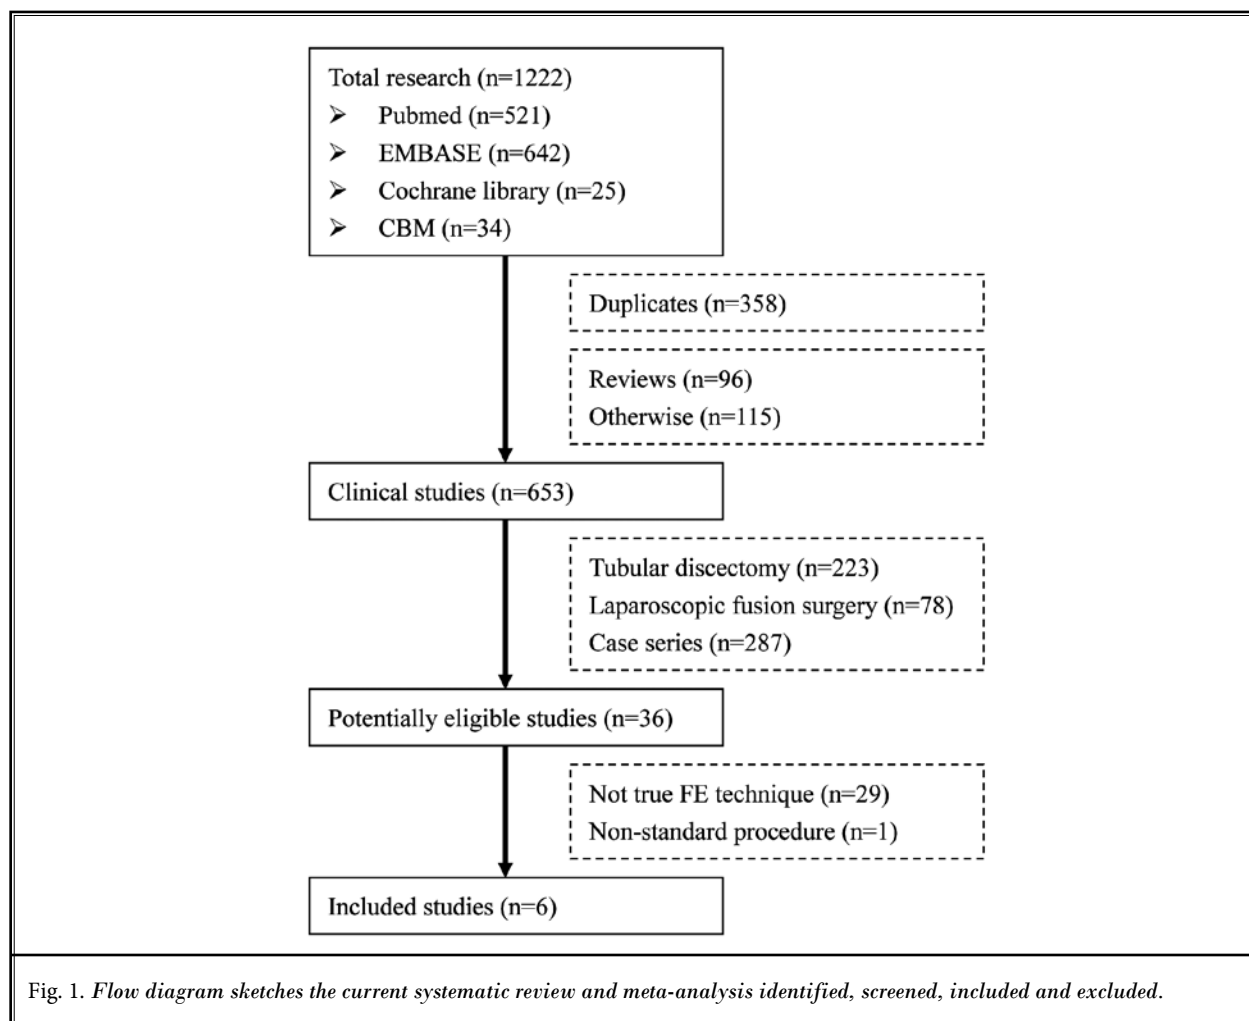 Total research (n=1222)
➢ Pubmed (n=521)
➢ EMBASE (n=642)
➢ Cochrane library (n=25)
➢ CBM (n=34)
Duplicates (n=358)
Reviews (n=96)
Otherwise (n=115)
Clinical studies (n=653)
Tubular discectomy (n=223)
Laparoscopic fusion surgery (n=78)
Case series (n=287)
Potentially eligible studies (n=36)
Not true FE technique (n=29)
Non-standard procedure (n=1)
Included studies (n=6)
Fig. 1. Flow diagram sketches the current systematic review and meta-analysis identified, screened, included and excluded.